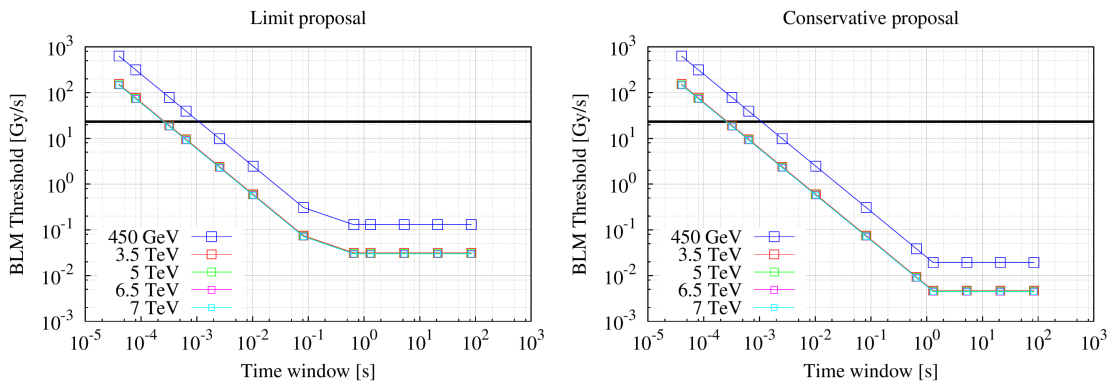 Limit proposal
BLM Threshold [Gy/s]
10^3
10^2
10^1
10^0
10^-1
10^-2
10^-3
450 GeV
3.5 TeV
5 TeV
6.5 TeV
7 TeV
10^-5 10^-4 10^-3 10^-2 10^-1 10^0 10^1 10^2 10^3
Time window [s]
Conservative proposal
BLM Threshold [Gy/s]
10^3
10^2
10^1
10^0
10^-1
10^-2
10^-3
450 GeV
3.5 TeV
5 TeV
6.5 TeV
7 TeV
10^-5 10^-4 10^-3 10^-2 10^-1 10^0 10^1 10^2 10^3
Time window [s]